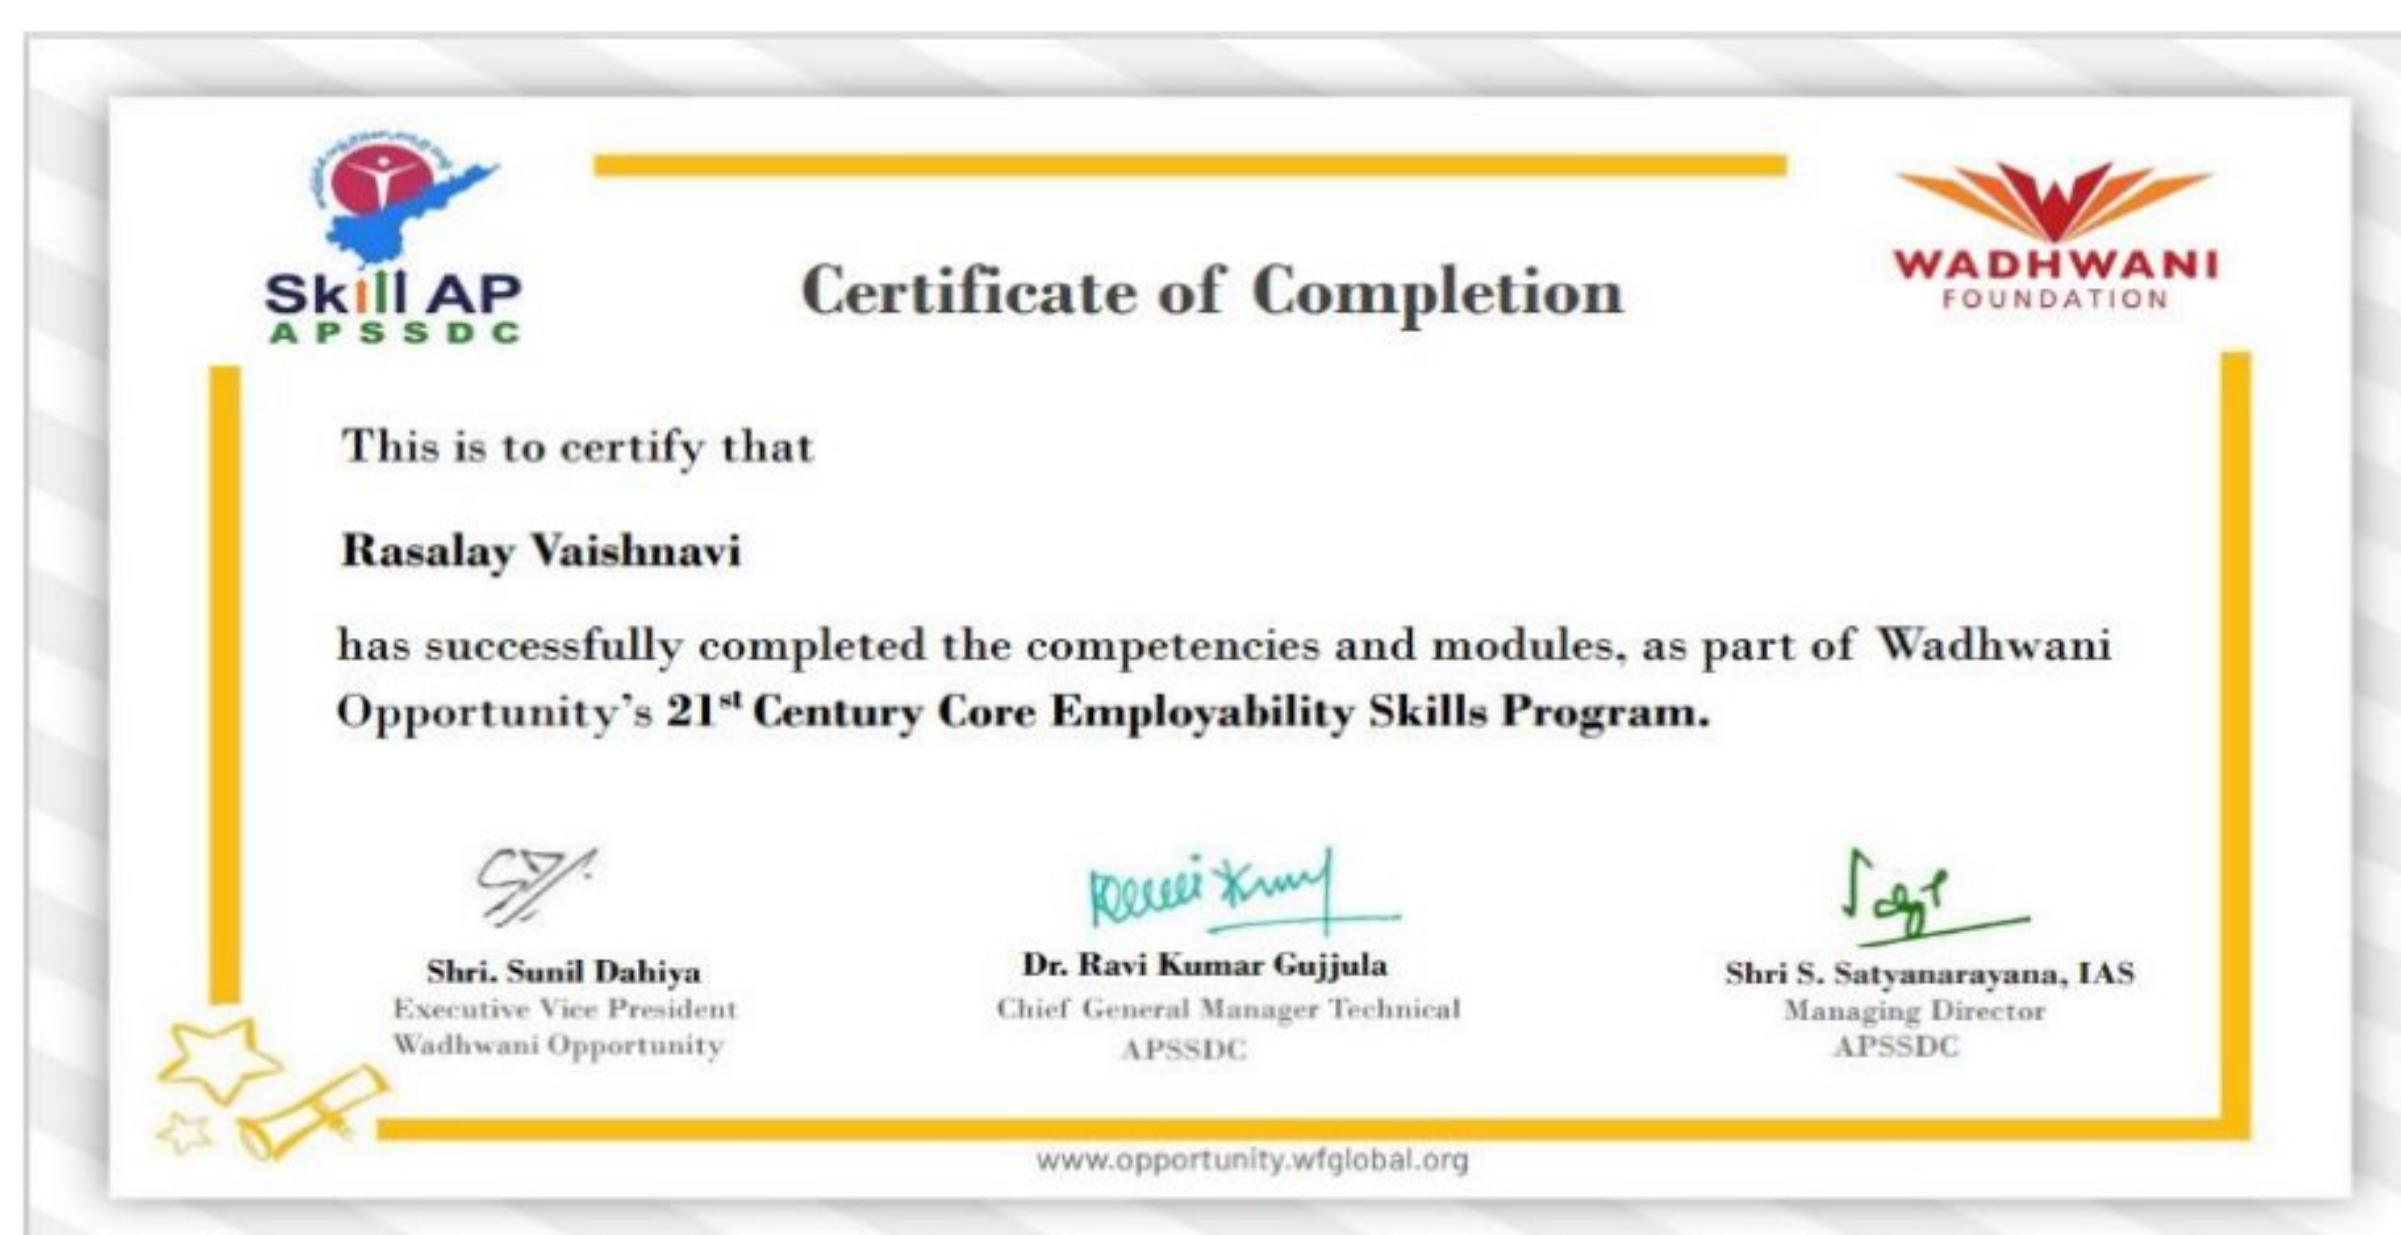 Skill AP
APSSDC
WADHWANI
FOUNDATION
Certificate of Completion
This is to certify that
Rasalay Vaishnavi
has successfully completed the competencies and modules, as part of Wadhwani
Opportunity's 21st Century Core Employability Skills Program.
Shri. Sunil Dahiya
Executive Vice President
Wadhwani Opportunity
Dr. Ravi Kumar Gujjula
Chief General Manager Technical
APSSDC
Shri S. Satyanarayana, IAS
Managing Director
APSSDC
www.opportunity.wfglobal.org